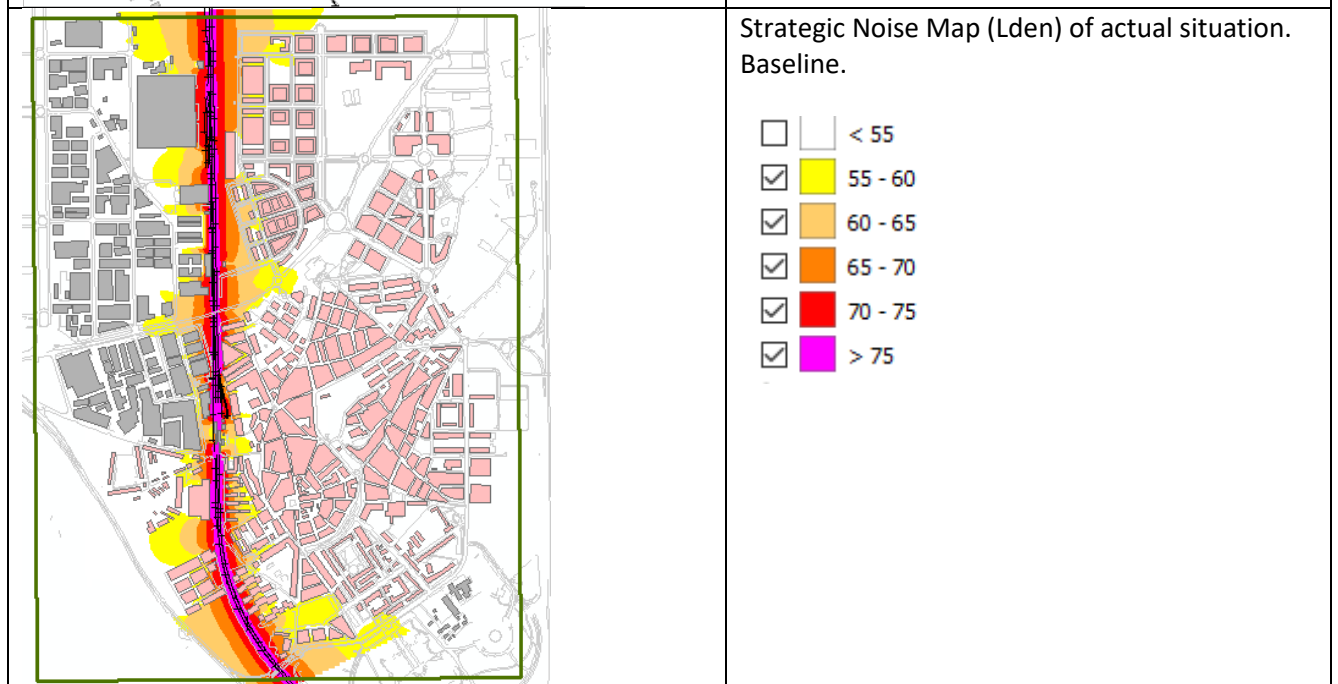 Strategic Noise Map (Lden) of actual situation.
Baseline.
< 55
55 - 60
60 - 65
65 - 70
70 - 75
> 75